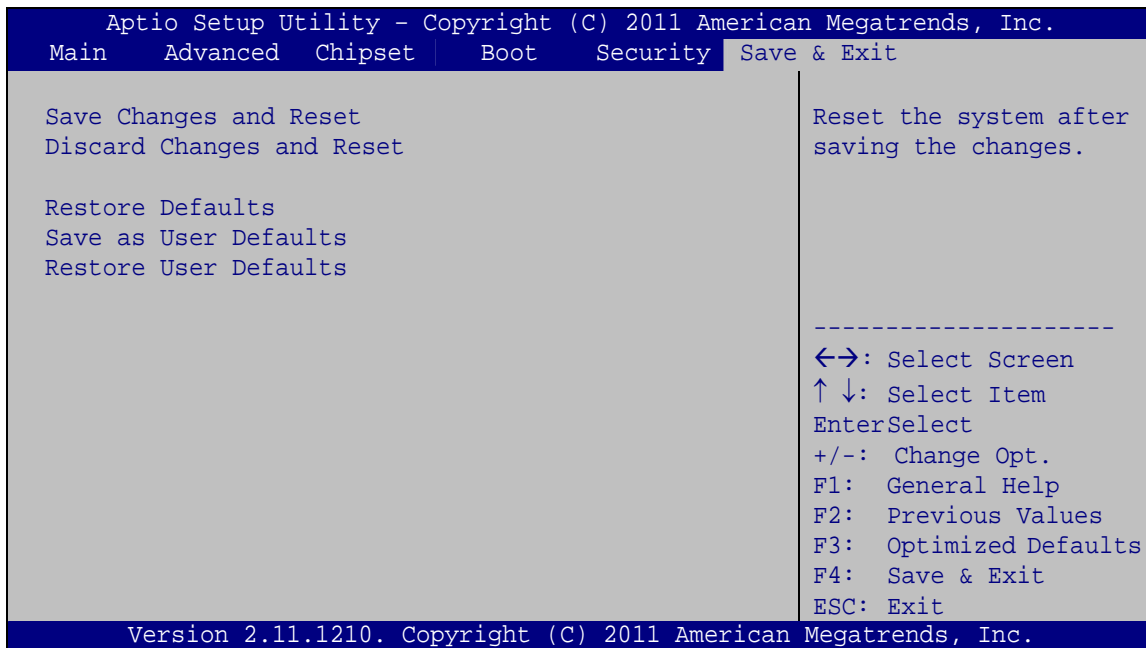 Aptio Setup Utility – Copyright (C) 2011 American Megatrends, Inc.
Main Advanced Chipset Boot Security Save & Exit
Save Changes and Reset
Discard Changes and Reset
Restore Defaults
Save as User Defaults
Restore User Defaults
Reset the system after
saving the changes.
---------------------
←→: Select Screen
↑ ↓: Select Item
EnterSelect
+/-: Change Opt.
F1: General Help
F2: Previous Values
F3: Optimized Defaults
F4: Save & Exit
ESC: Exit
Version 2.11.1210. Copyright (C) 2011 American Megatrends, Inc.